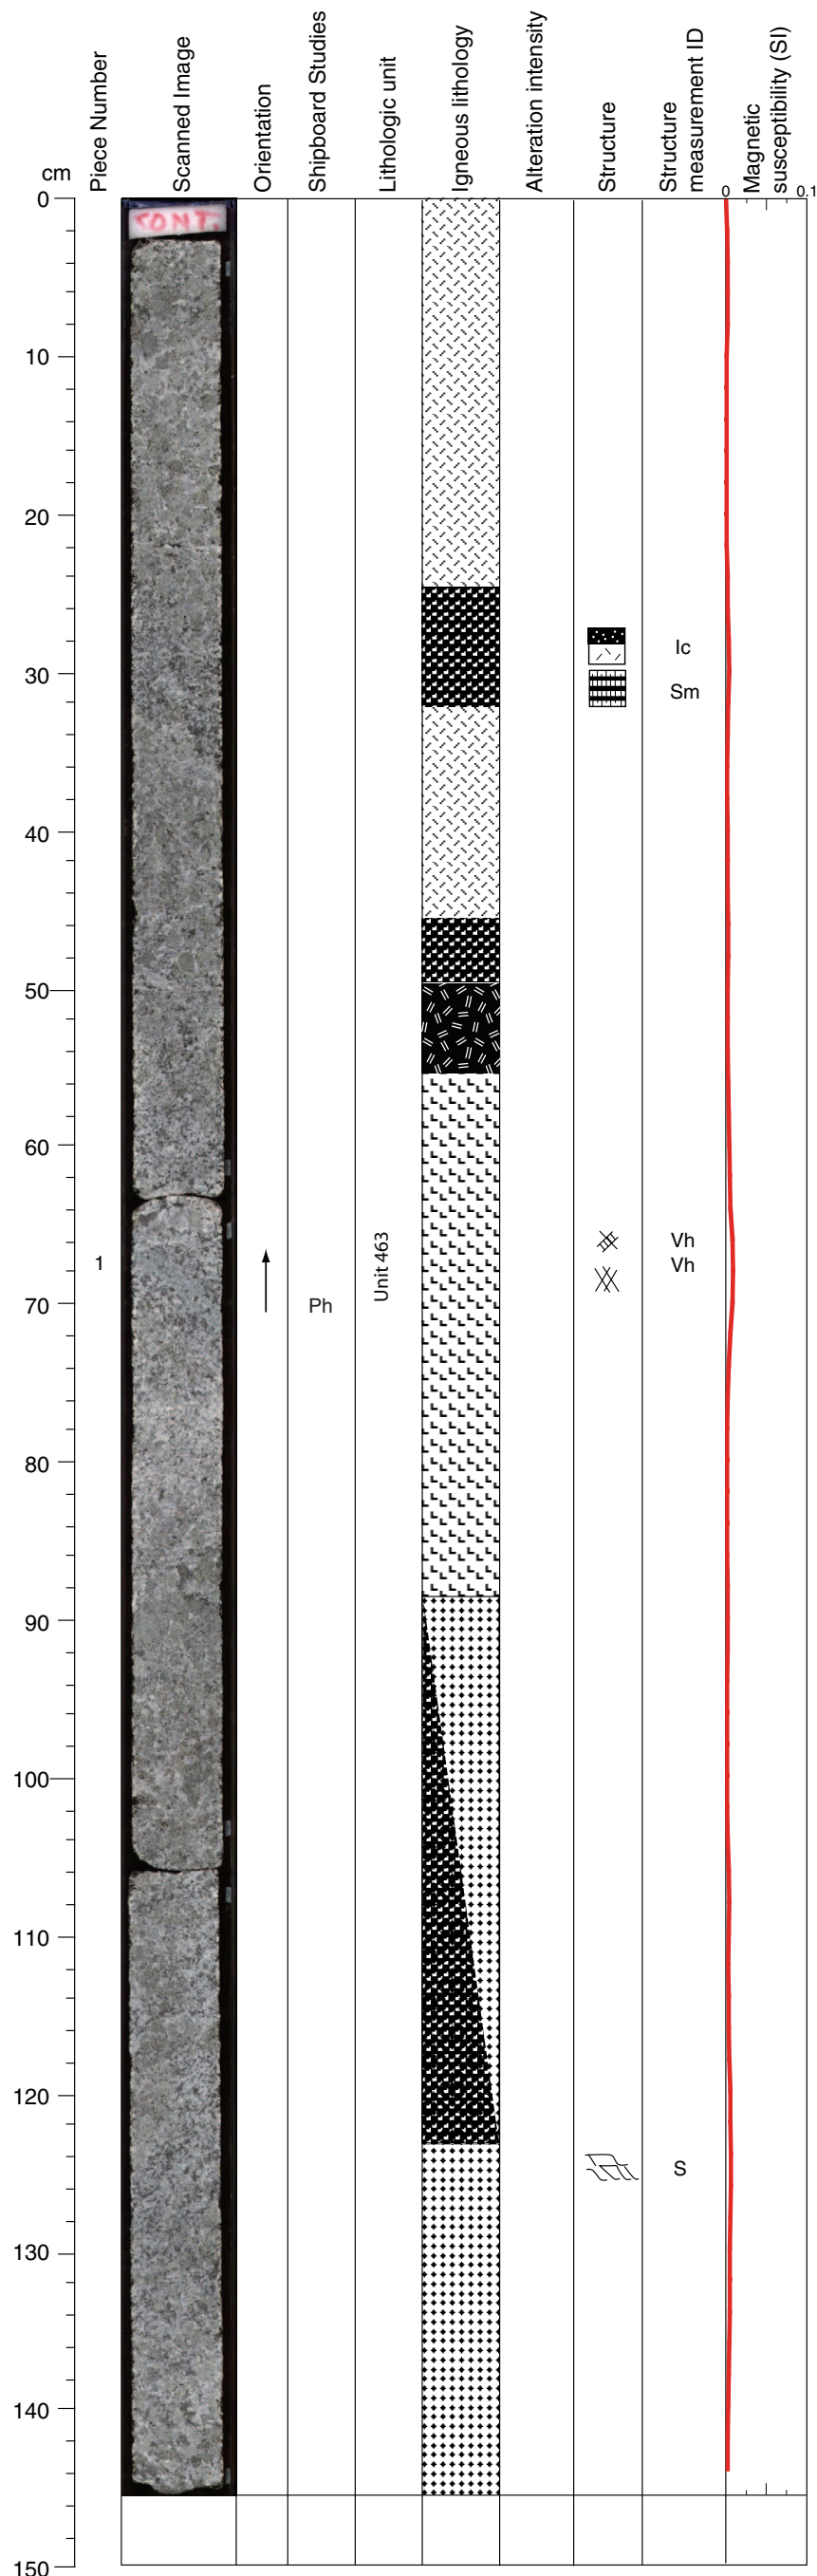 cm
Piece Number
Scanned Image
Orientation
Shipboard Studies
Lithologic unit
Igneous lithology
Alteration intensity
Structure
Structure
measurement ID
Magnetic
susceptibility (SI)
0
0.1
0
CONT.
10
20
30
40
50
60
70
80
90
100
110
120
130
140
150
1
Ph
Unit 463
Ic
Sm
Vh
Vh
S